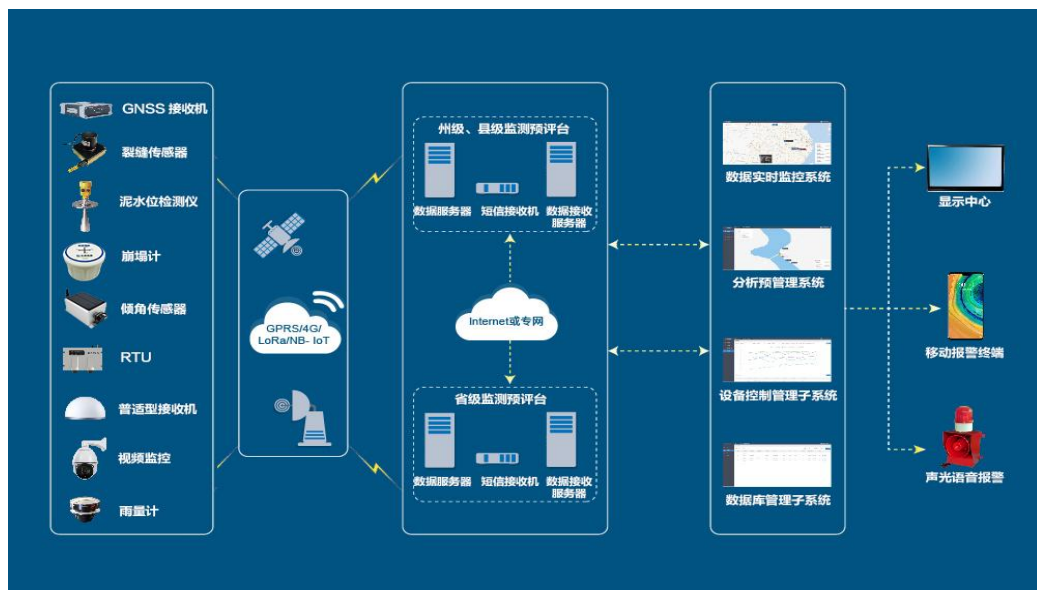 GNSS 接收机
裂缝传感器
泥水位检测仪
崩塌计
倾角传感器
RTU
普适型接收机
视频监控
雨量计
GPRS/4G/
LoRa/NB- IoT
州级、县级监测预评台
数据服务器
短信接收机
数据接收
服务器
Internet或专网
省级监测预评台
数据服务器
短信接收机
数据接收
服务器
数据实时监控系统
分析预管理系统
设备控制管理子系统
数据库管理子系统
显示中心
移动报警终端
声光语音报警